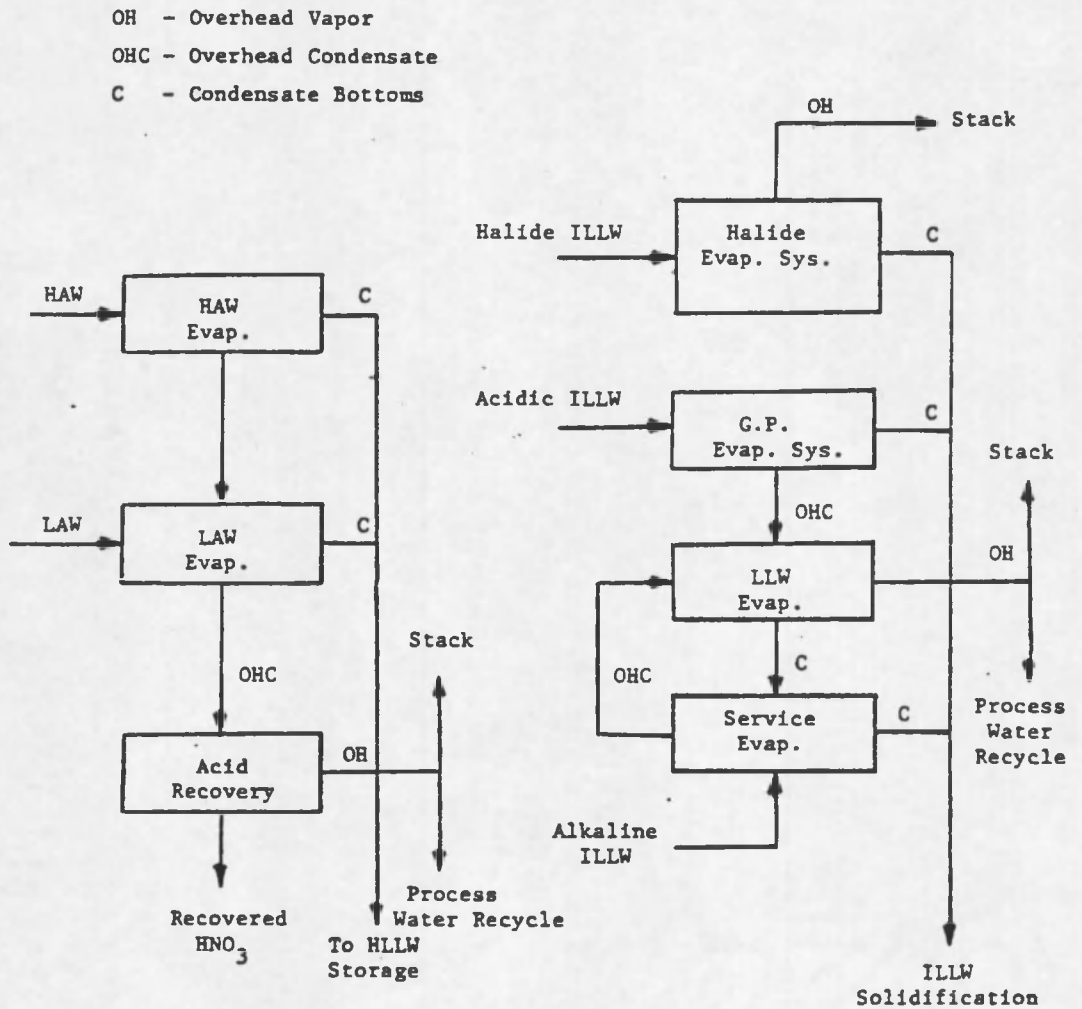 OH - Overhead Vapor
OHC - Overhead Condensate
C - Condensate Bottoms
HAW
HAW
Evap.
C
LAW
LAW
Evap.
C
OHC
Acid
Recovery
OH
Stack
Process
Water Recycle
Recovered
HNO3
To HLLW
Storage
OH
Stack
Halide ILLW
Halide
Evap. Sys.
C
Acidic ILLW
G.P.
Evap. Sys.
C
OHC
LLW
Evap.
OH
Stack
Process
Water
Recycle
OHC
C
Service
Evap.
C
Alkaline
ILLW
ILLW
Solidification